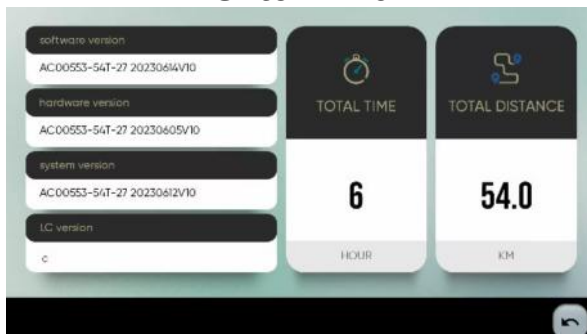 software version
AC00553-54T-27 20230614V10
hardware version
AC00553-54T-27 20230605V10
system version
AC00553-54T-27 20230612V10
LC version
c
TOTAL TIME
6
HOUR
TOTAL DISTANCE
54.0
KM